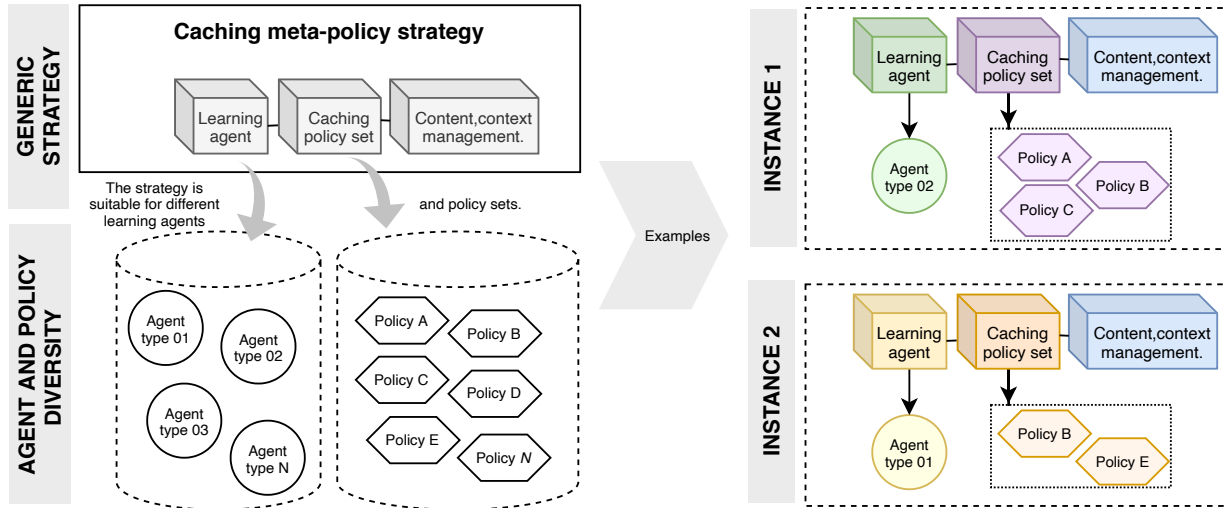 GENERIC
STRATEGY
Caching meta-policy strategy
Learning
agent
Caching
policy set
Content,context
management.
The strategy is
suitable for different
learning agents
and policy sets.
AGENT AND POLICY
DIVERSITY
Agent
type 01
Agent
type 02
Agent
type 03
Agent
type N
Policy A
Policy B
Policy C
Policy D
Policy E
Policy N
Examples
INSTANCE 1
Learning
agent
Caching
policy set
Content,context
management.
Agent
type 02
Policy A
Policy B
Policy C
INSTANCE 2
Learning
agent
Caching
policy set
Content,context
management.
Agent
type 01
Policy B
Policy E